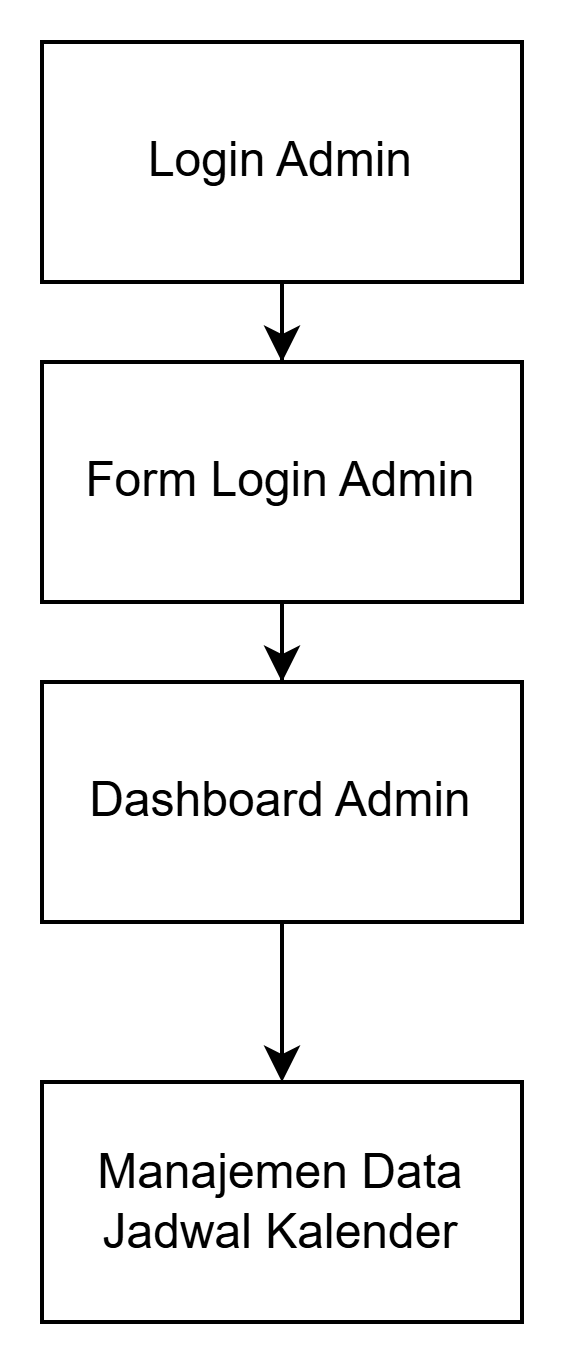 Login Admin
Form Login Admin
Dashboard Admin
Manajemen Data
Jadwal Kalender